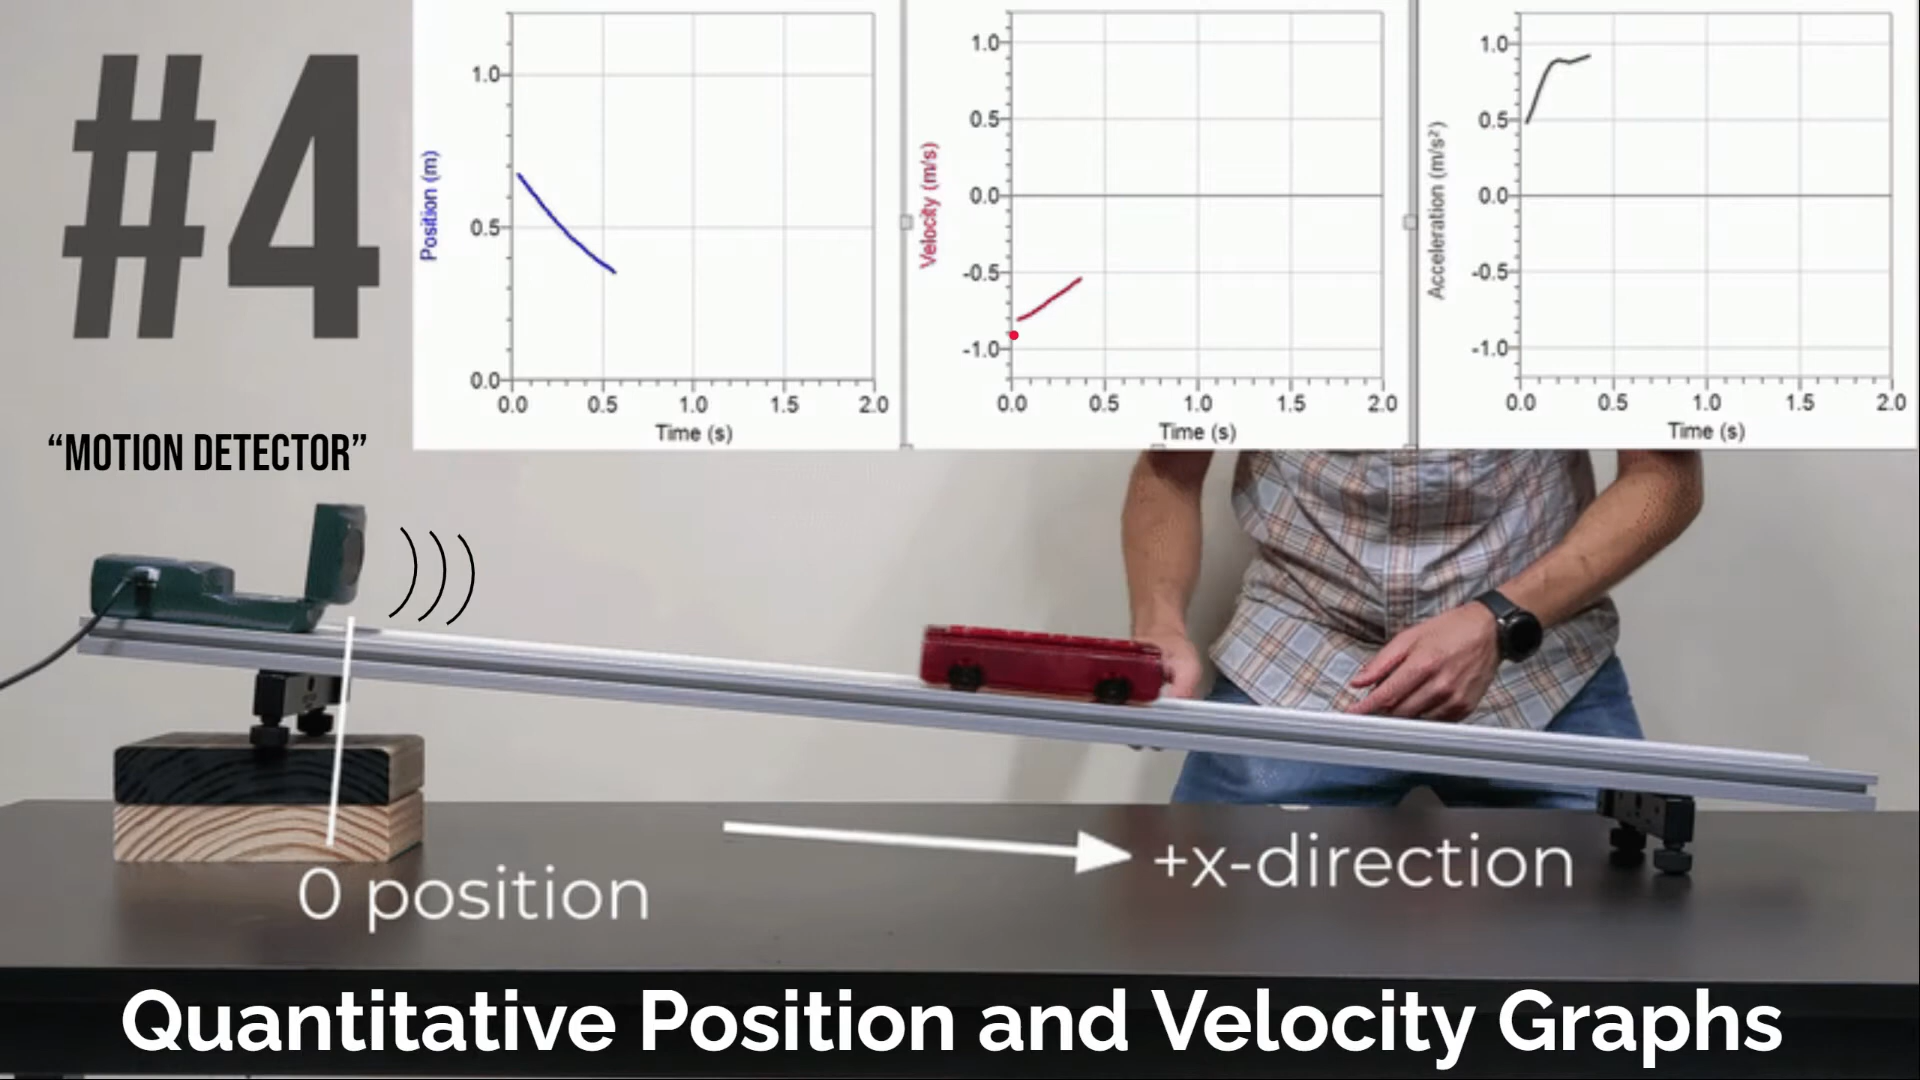 #4
"MOTION DETECTOR"
Position (m)
1.0
0.5
0.0
0.0 0.5 1.0 1.5 2.0
Time (s)
Velocity (m/s)
1.0
0.5
0.0
-0.5
-1.0
0.0 0.5 1.0 1.5 2.0
Time (s)
Acceleration (m/s²)
1.0
0.5
0.0
-0.5
-1.0
0.0 0.5 1.0 1.5 2.0
Time (s)
0 position
+x-direction
Quantitative Position and Velocity Graphs